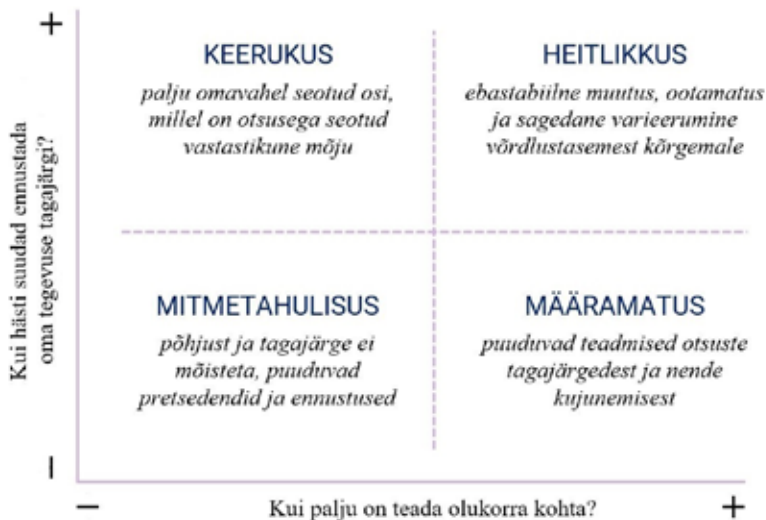 +
KEERUKUS
palju omavahel seotud osi,
millel on otsusega seotud
vastastikune mõju
HEITLIKKUS
ebastabiilne muutus, ootamatus
ja sagedane varieerumine
võrdlustasemest kõrgemale
Kui hästi suudad ennustada
oma tegevuse tagajärgi?
MITMETAHULISUS
põhjust ja tagajärge ei
mõisteta, puuduvad
pretsedendid ja ennustused
MÄÄRAMATUS
puuduvad teadmised otsuste
tagajärgedest ja nende
kujunemisest
−
−
Kui palju on teada olukorra kohta?
+